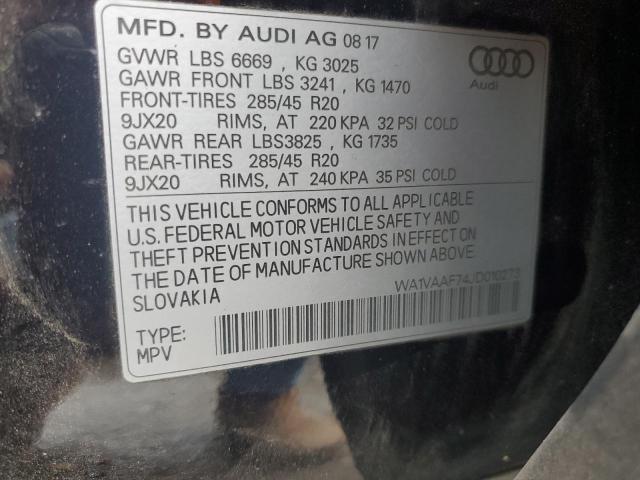 MFD. BY AUDI AG 08 17
GVWR LBS 6669 , KG 3025
GAWR FRONT LBS 3241 , KG 1470
FRONT-TIRES 285/45 R20
9JX20 RIMS, AT 220 KPA 32 PSI COLD
GAWR REAR LBS3825 , KG 1735
REAR-TIRES 285/45 R20
9JX20 RIMS, AT 240 KPA 35 PSI COLD
Audi
THIS VEHICLE CONFORMS TO ALL APPLICABLE
U.S. FEDERAL MOTOR VEHICLE SAFETY AND
THEFT PREVENTION STANDARDS IN EFFECT ON
THE DATE OF MANUFACTURE SHOWN ABOVE.
SLOVAKIA
WA1VAAF74JD010273
TYPE:
MPV